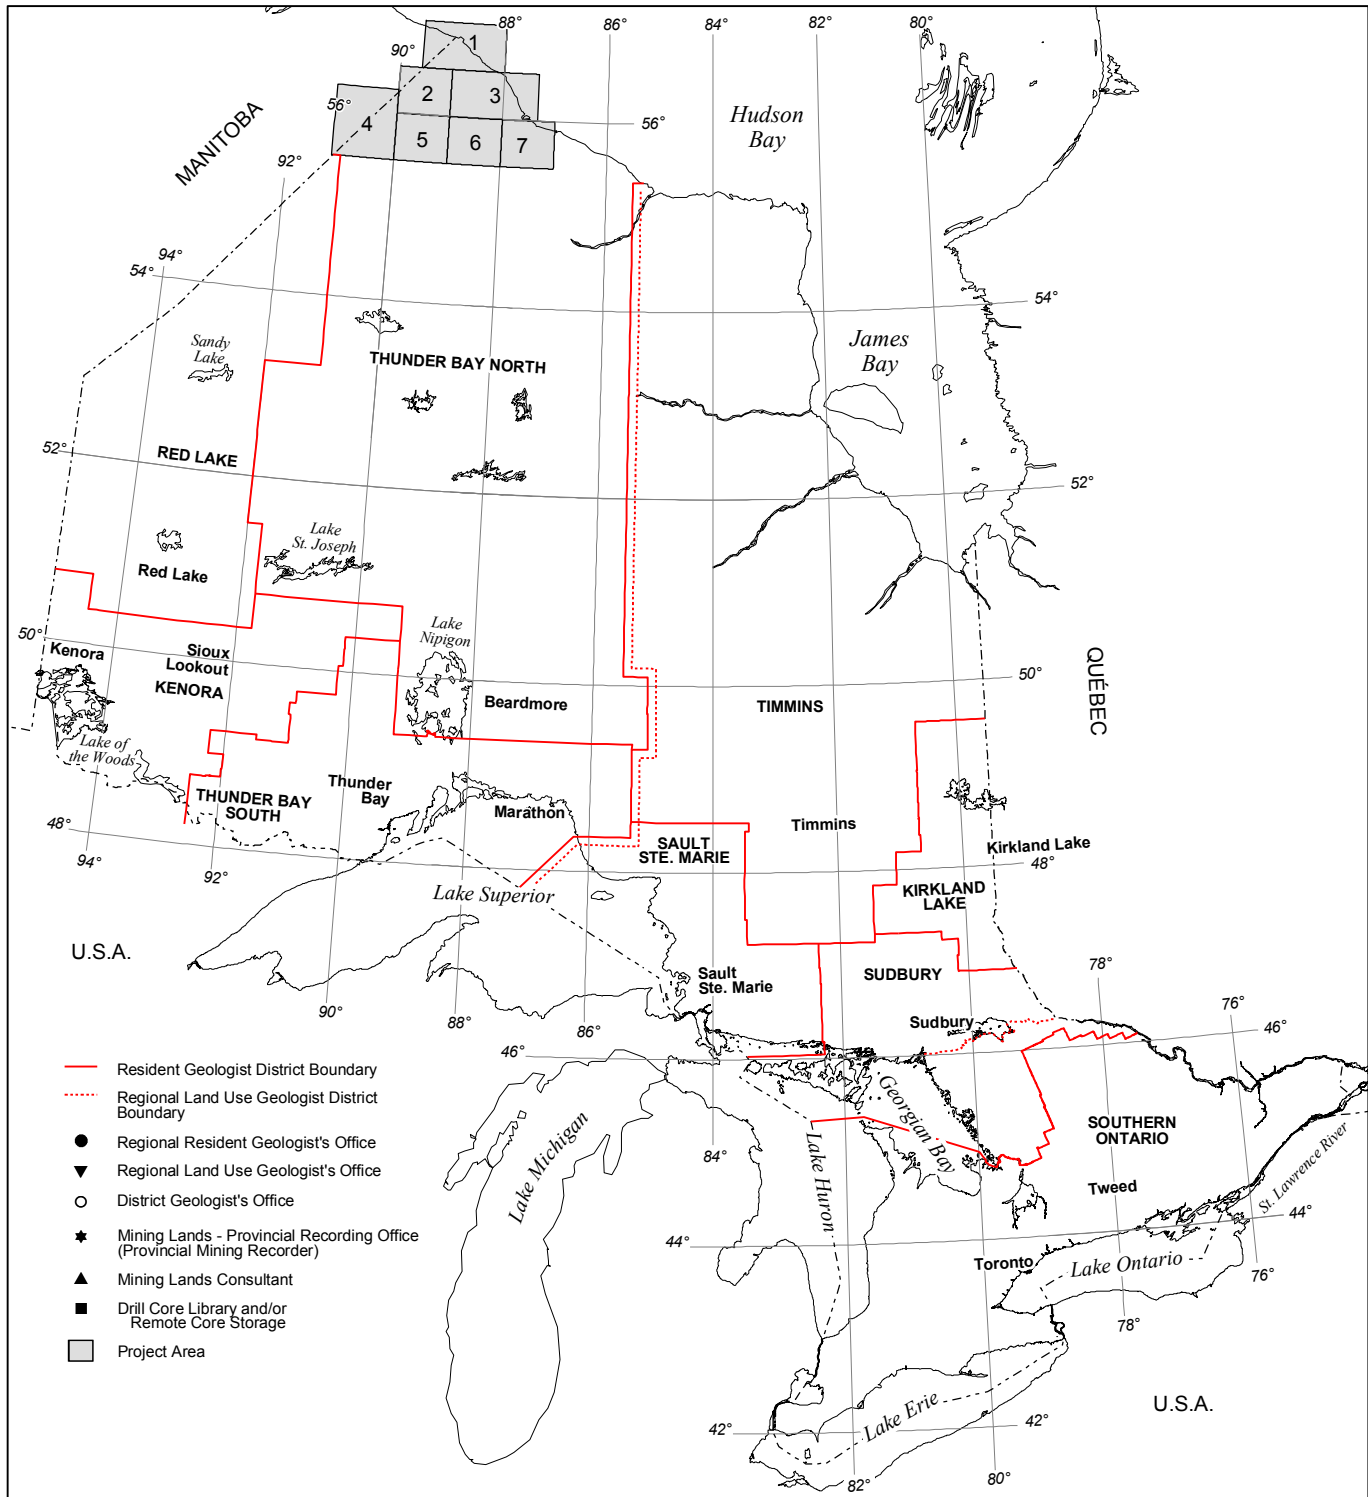 88°
86°
84°
82°
80°
90°
1
2
3
56°
4
5
6
7
56°
MANITOBA
92°
Hudson
Bay
94°
54°
54°
Sandy
Lake
James
Bay
THUNDER BAY NORTH
52°
RED LAKE
52°
Lake
St. Joseph
Red Lake
50°
Kenora
Sioux
Lookout
KENORA
Lake
Nipigon
Beardmore
50°
TIMMINS
QUÉBEC
Lake of
the Woods
THUNDER BAY
SOUTH
Thunder
Bay
Marathon
48°
94°
92°
SAULT
STE. MARIE
Timmins
Kirkland Lake
48°
KIRKLAND
LAKE
Lake Superior
U.S.A.
Sault
Ste. Marie
SUDBURY
78°
76°
90°
88°
86°
Sudbury
46°
46°
Georgian Bay
SOUTHERN
ONTARIO
Lake Michigan
84°
Lake Huron
Tweed
St. Lawrence River
44°
44°
Toronto
Lake Ontario
76°
78°
42°
Lake Erie
42°
U.S.A.
82°
80°
Resident Geologist District Boundary
Regional Land Use Geologist District
Boundary
Regional Resident Geologist's Office
Regional Land Use Geologist's Office
District Geologist's Office
Mining Lands - Provincial Recording Office
(Provincial Mining Recorder)
Mining Lands Consultant
Drill Core Library and/or
Remote Core Storage
Project Area